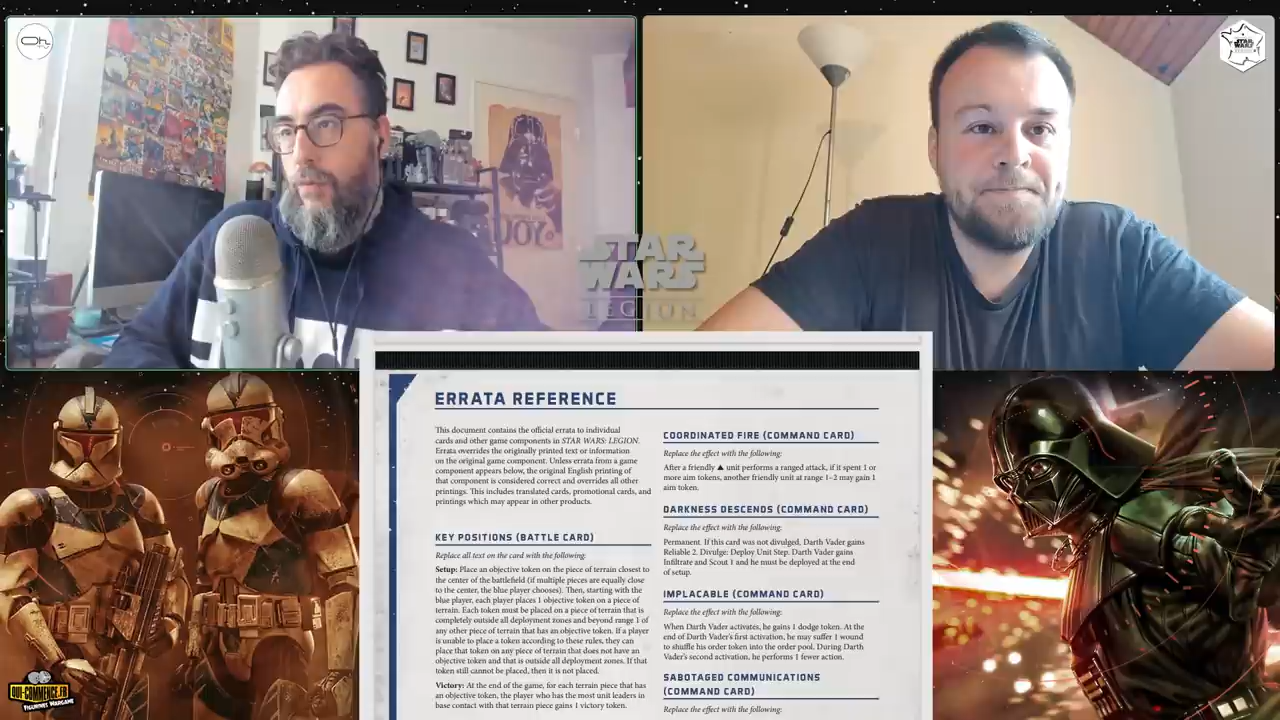 Oh
STAR
WARS
JOY
STAR
WARS
LEGION
ERRATA REFERENCE
This document contains the official errata to individual
cards and other game components in STAR WARS: LEGION.
Errata overrides the originally printed text or information
on the original game component. Unless errata from a game
component appears below, the original English printing of
that component is considered correct and overrides all other
printings. This includes translated cards, promotional cards, and
printings which may appear in other products.
KEY POSITIONS (BATTLE CARD)
Replace all text on the card with the following:
Setup: Place an objective token on the piece of terrain closest to
the center of the battlefield (if multiple pieces are equally close
to the center, the blue player chooses). Then, starting with the
blue player, each player places 1 objective token on a piece of
terrain. Each token must be placed on a piece of terrain that is
completely outside all deployment zones and beyond range 1 of
any other piece of terrain that has an objective token. If a player
is unable to place a token according to these rules, they can
place that token on any piece of terrain that does not have an
objective token and that is outside all deployment zones. If that
token still cannot be placed, then it is not placed.
Victory: At the end of the game, for each terrain piece that has
an objective token, the player who has the most unit leaders in
base contact with that terrain piece gains 1 victory token.
COORDINATED FIRE (COMMAND CARD)
Replace the effect with the following:
After a friendly ▲ unit performs a ranged attack, if it spent 1 or
more aim tokens, another friendly unit at range 1–2 may gain 1
aim token.
DARKNESS DESCENDS (COMMAND CARD)
Replace the effect with the following:
Permanent. If this card was not divulged, Darth Vader gains
Reliable 2. Divulge: Deploy Unit Step. Darth Vader gains
Infiltrate and Scout 1 and he must be deployed at the end
of setup.
IMPLACABLE (COMMAND CARD)
Replace the effect with the following:
When Darth Vader activates, he gains 1 dodge token. At the
end of Darth Vader's first activation, he may suffer 1 wound
to shuffle his order token into the order pool. During Darth
Vader's second activation, he performs 1 fewer action.
SABOTAGED COMMUNICATIONS
(COMMAND CARD)
Replace the effect with the following:
QUI-COMMENCE.FR
FIGURINES WARGAME